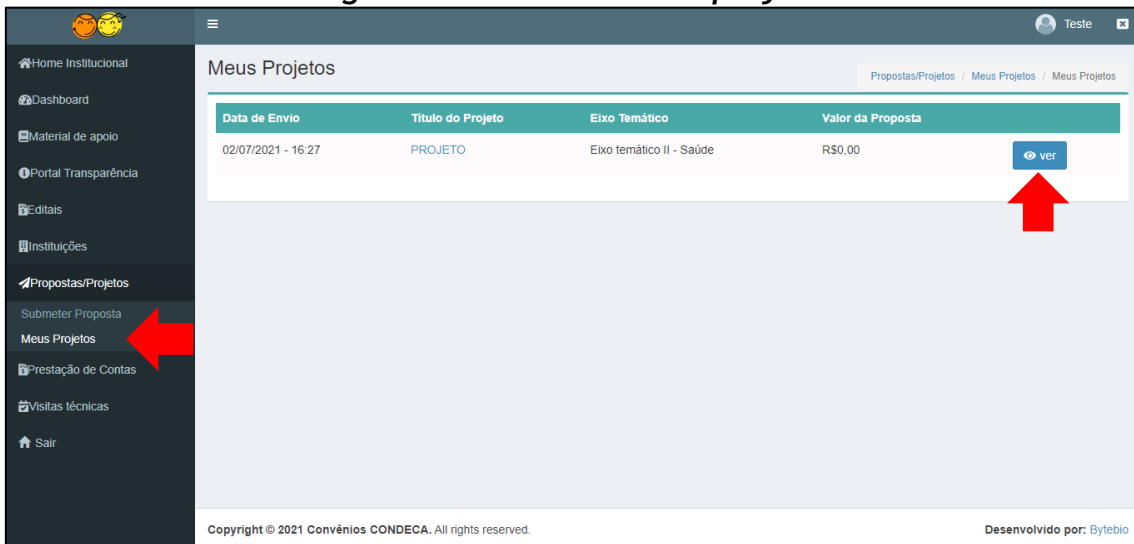 ≡ Teste
Home Institucional
Dashboard
Material de apoio
Portal Transparência
Editais
Instituições
Propostas/Projetos
Submeter Proposta
Meus Projetos
Prestação de Contas
Visitas técnicas
Sair
Meus Projetos
Propostas/Projetos / Meus Projetos / Meus Projetos
Data de Envio Título do Projeto Eixo Temático Valor da Proposta
02/07/2021 - 16:27 PROJETO Eixo temático II - Saúde R$0,00 ver
Copyright © 2021 Convênios CONDECA. All rights reserved. Desenvolvido por: Bytebio